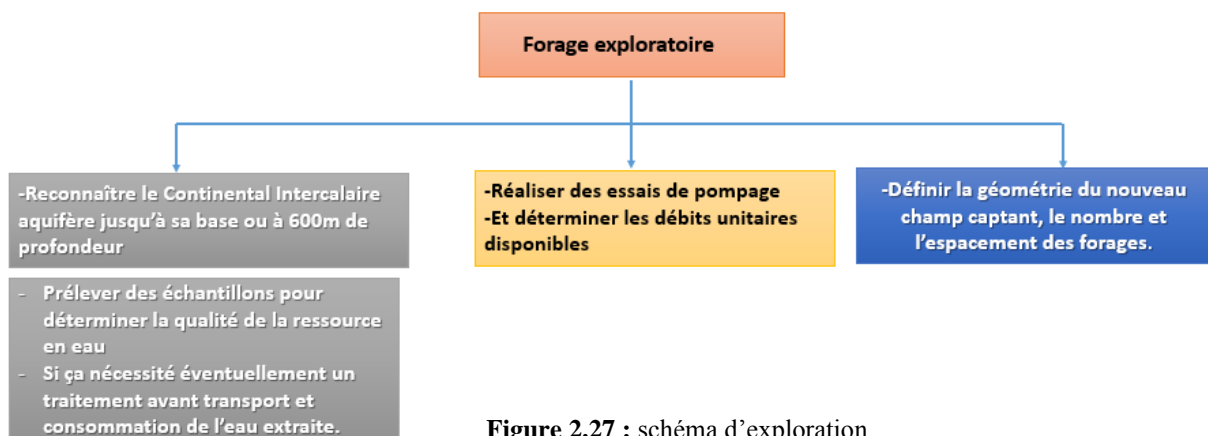 Forage exploratoire
-Reconnaître le Continental Intercalaire
aquifère jusqu'à sa base ou à 600m de
profondeur
- Prélever des échantillons pour
déterminer la qualité de la ressource
en eau
- Si ça nécessité éventuellement un
traitement avant transport et
consommation de l'eau extraite.
-Réaliser des essais de pompage
-Et déterminer les débits unitaires
disponibles
-Définir la géométrie du nouveau
champ captant, le nombre et
l'espacement des forages.
Figure 2.27 : schéma d'exploration